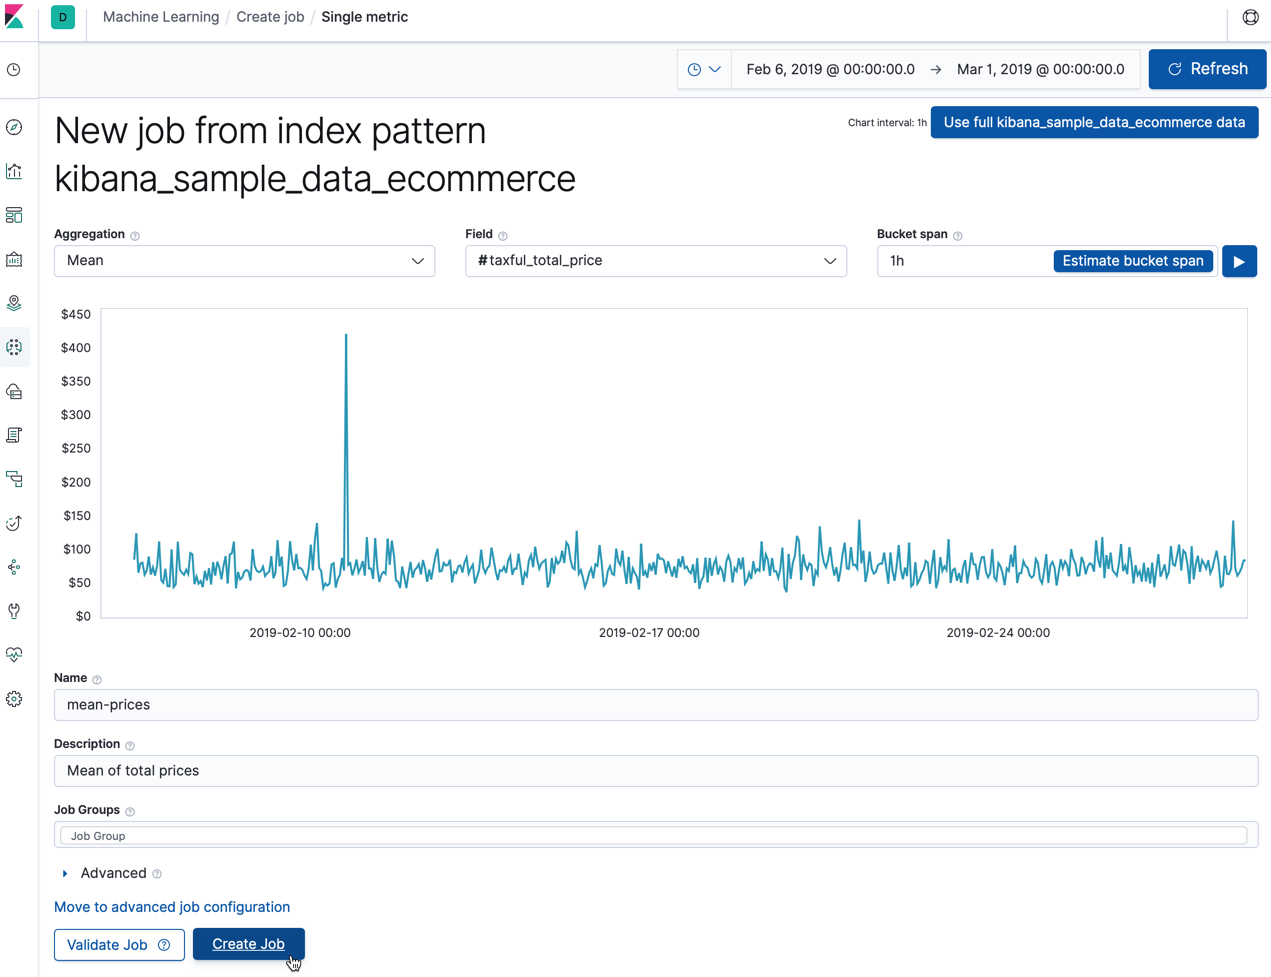 D Machine Learning / Create job / Single metric
Feb 6, 2019 @ 00:00:00.0 → Mar 1, 2019 @ 00:00:00.0 Refresh
New job from index pattern
kibana_sample_data_ecommerce
Chart interval: 1h Use full kibana_sample_data_ecommerce data
Aggregation Field Bucket span
Mean # taxful_total_price 1h Estimate bucket span
$450
$400
$350
$300
$250
$200
$150
$100
$50
$0
2019-02-10 00:00 2019-02-17 00:00 2019-02-24 00:00
Name
mean-prices
Description
Mean of total prices
Job Groups
Job Group
Advanced
Move to advanced job configuration
Validate Job Create Job